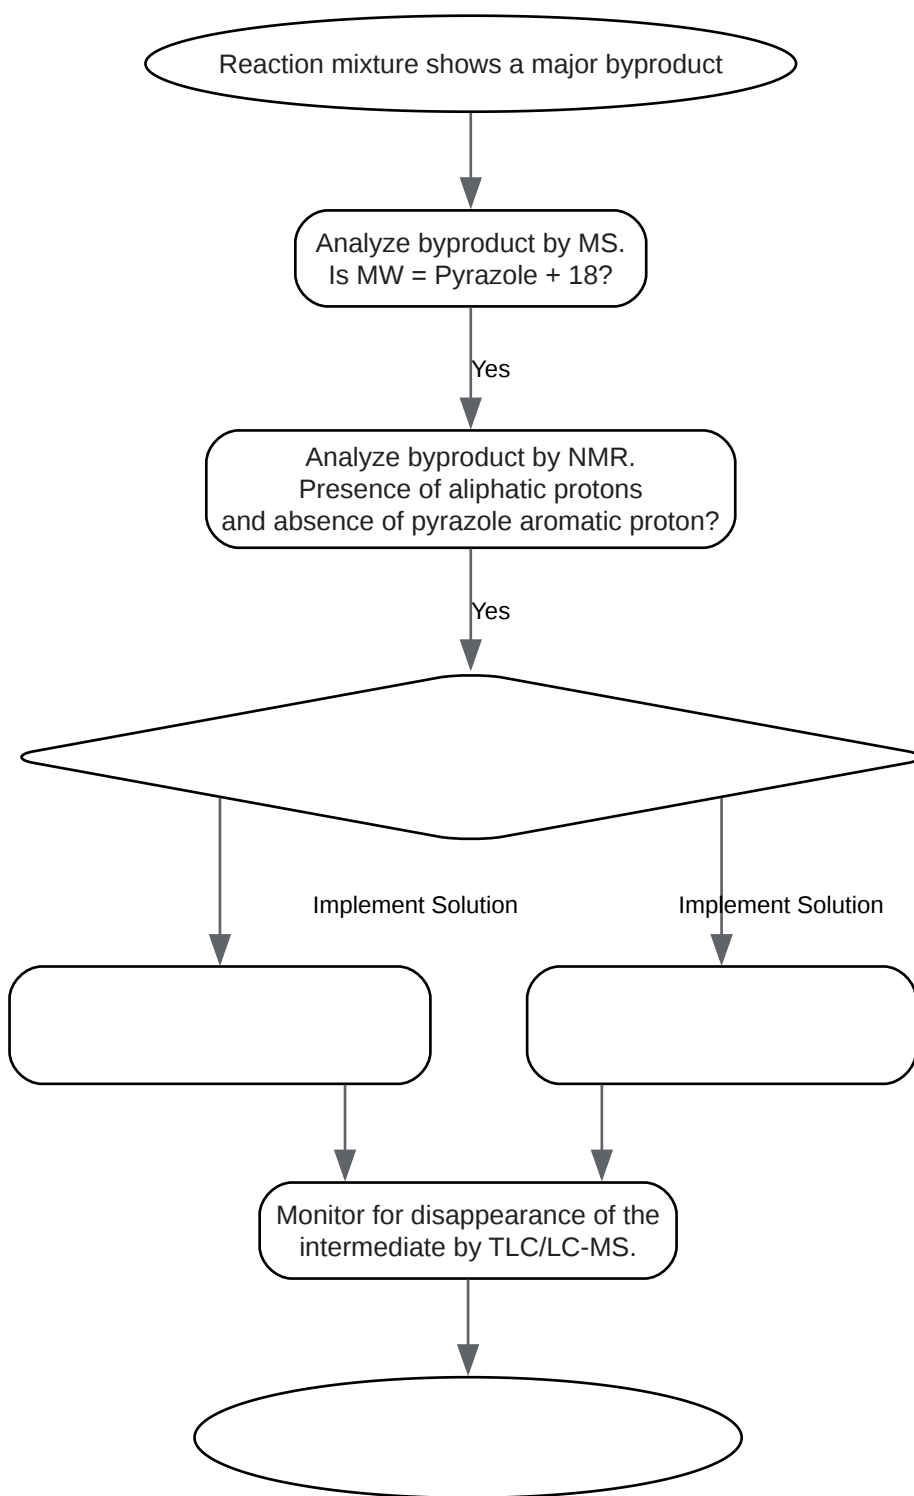 Reaction mixture shows a major byproduct
Analyze byproduct by MS.
Is MW = Pyrazole + 18?
Yes
Analyze byproduct by NMR.
Presence of aliphatic protons
and absence of pyrazole aromatic proton?
Yes
Implement Solution
Implement Solution
Monitor for disappearance of the
intermediate by TLC/LC-MS.